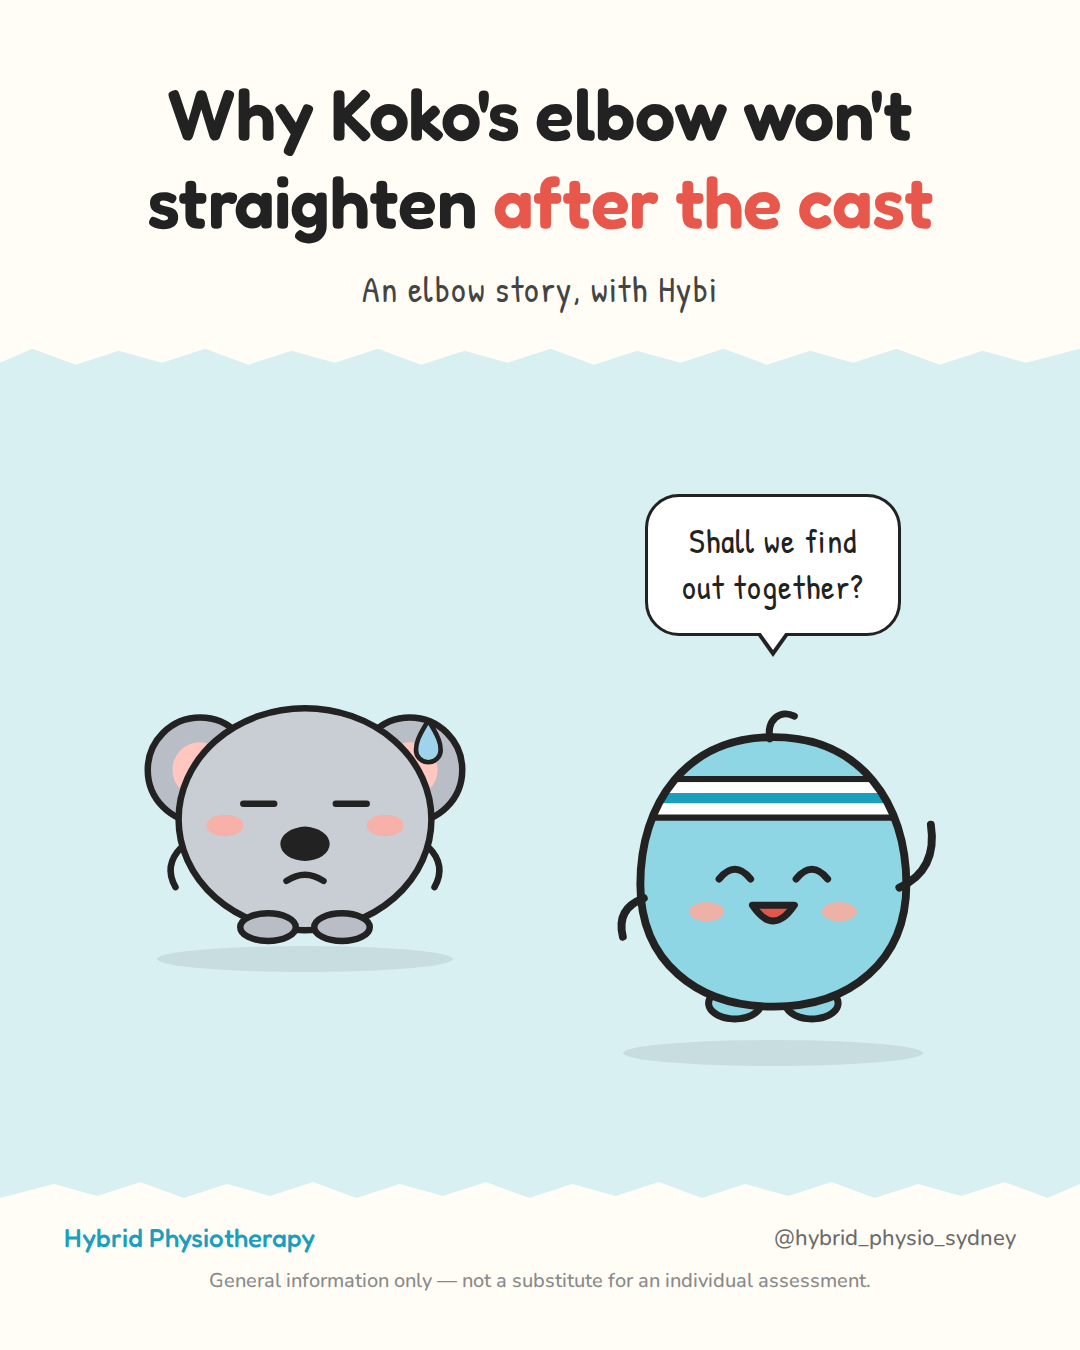 Why Koko's elbow won't
straighten after the cast
An elbow story, with Hybi
Shall we find
out together?
Hybrid Physiotherapy
@hybrid_physio_sydney
General information only — not a substitute for an individual assessment.